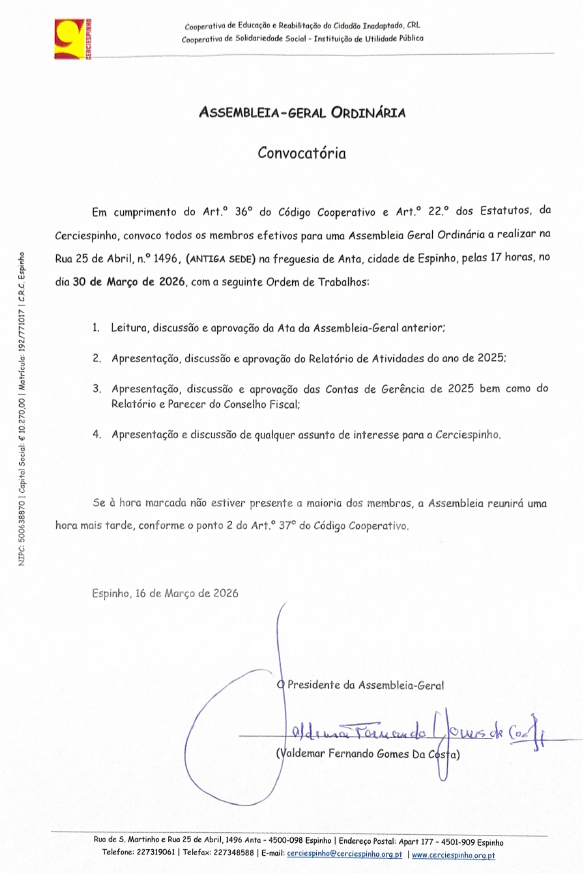 CERCIESPINHO
Cooperativa de Educação e Reabilitação do Cidadão Inadaptado, CRL
Cooperativa de Solidariedade Social - Instituição de Utilidade Pública
ASSEMBLEIA-GERAL ORDINÁRIA
Convocatória
Em cumprimento do Art.º 36º do Código Cooperativo e Art.º 22.º dos Estatutos, da
Cerciespinho, convoco todos os membros efetivos para uma Assembleia Geral Ordinária a realizar na
Rua 25 de Abril, n.º 1496, (ANTIGA SEDE) na freguesia de Anta, cidade de Espinho, pelas 17 horas, no
dia 30 de Março de 2026, com a seguinte Ordem de Trabalhos:
1. Leitura, discussão e aprovação da Ata da Assembleia-Geral anterior;
2. Apresentação, discussão e aprovação do Relatório de Atividades do ano de 2025;
3. Apresentação, discussão e aprovação das Contas de Gerência de 2025 bem como do
Relatório e Parecer do Conselho Fiscal;
4. Apresentação e discussão de qualquer assunto de interesse para a Cerciespinho.
Se à hora marcada não estiver presente a maioria dos membros, a Assembleia reunirá uma
hora mais tarde, conforme o ponto 2 do Art.º 37º do Código Cooperativo.
Espinho, 16 de Março de 2026
O Presidente da Assembleia-Geral
Valdemar Fernando Gomes da Costa
(Valdemar Fernando Gomes Da Costa)
NIPC: 500638870 | Capital Social: € 10 270,00 | Matrícula: 192/771017 | C.R.C. Espinho
Rua de S. Martinho e Rua 25 de Abril, 1496 Anta - 4500-098 Espinho | Endereço Postal: Apart 177 - 4501-909 Espinho
Telefone: 227319061 | Telefax: 227348588 | E-mail: cerciespinho@cerciespinho.org.pt | www.cerciespinho.org.pt